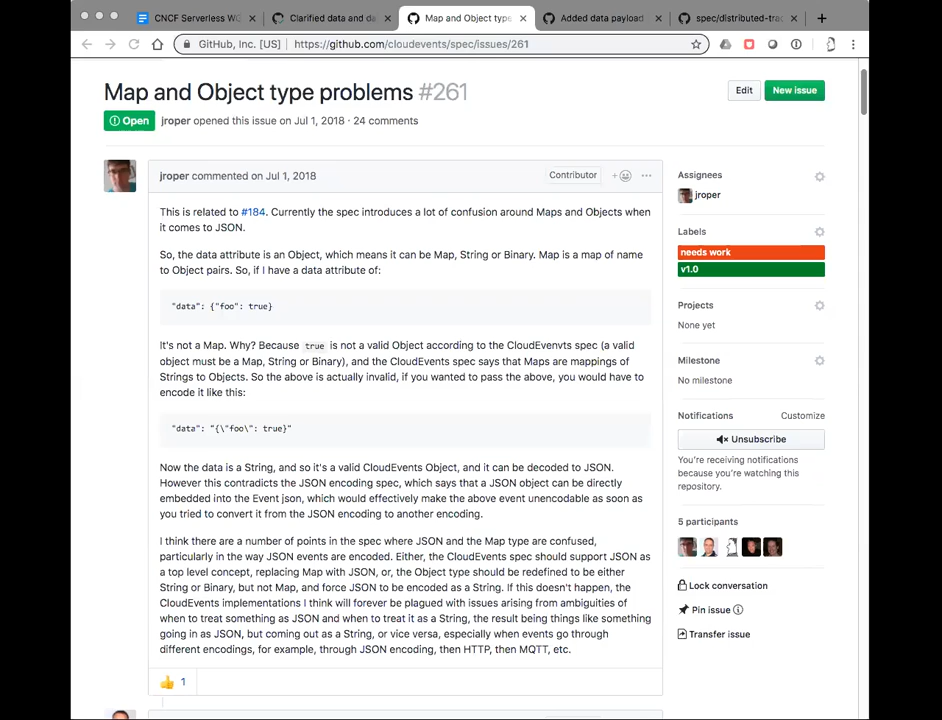 CNCF Serverless WG
Clarified data and da
Map and Object type
Added data payload
spec/distributed-tra
GitHub, Inc. [US] | https://github.com/cloudevents/spec/issues/261
Map and Object type problems #261
Edit
New issue
Open
jroper opened this issue on Jul 1, 2018 · 24 comments
jroper commented on Jul 1, 2018
Contributor
This is related to #184. Currently the spec introduces a lot of confusion around Maps and Objects when
it comes to JSON.
So, the data attribute is an Object, which means it can be Map, String or Binary. Map is a map of name
to Object pairs. So, if I have a data attribute of:
"data": {"foo": true}
It's not a Map. Why? Because true is not a valid Object according to the CloudEvenvts spec (a valid
object must be a Map, String or Binary), and the CloudEvents spec says that Maps are mappings of
Strings to Objects. So the above is actually invalid, if you wanted to pass the above, you would have to
encode it like this:
"data": "{\"foo\": true}"
Now the data is a String, and so it's a valid CloudEvents Object, and it can be decoded to JSON.
However this contradicts the JSON encoding spec, which says that a JSON object can be directly
embedded into the Event json, which would effectively make the above event unencodable as soon as
you tried to convert it from the JSON encoding to another encoding.
I think there are a number of points in the spec where JSON and the Map type are confused,
particularly in the way JSON events are encoded. Either, the CloudEvents spec should support JSON as
a top level concept, replacing Map with JSON, or, the Object type should be redefined to be either
String or Binary, but not Map, and force JSON to be encoded as a String. If this doesn't happen, the
CloudEvents implementations I think will forever be plagued with issues arising from ambiguities of
when to treat something as JSON and when to treat it as a String, the result being things like something
going in as JSON, but coming out as a String, or vice versa, especially when events go through
different encodings, for example, through JSON encoding, then HTTP, then MQTT, etc.
1
Assignees
jroper
Labels
needs work
v1.0
Projects
None yet
Milestone
No milestone
Notifications
Customize
Unsubscribe
You're receiving notifications
because you're watching this
repository.
5 participants
Lock conversation
Pin issue
Transfer issue